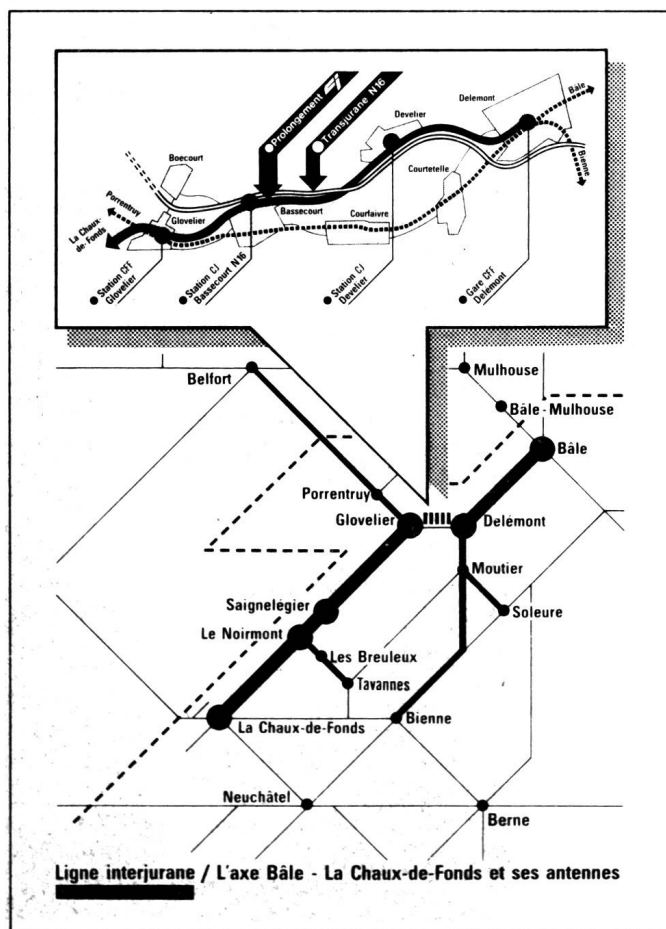 Prolongement CJ
Transjurane N16
Bâle
Delémont
Develier
Bienne
Boécourt
Courtetelle
Porrentruy
Glovelier
Bassecourt
Courfaivre
La Chaux-
de-Fonds
Station CFF
Glovelier
Station CJ
Bassecourt N16
Station CJ
Develier
Gare CFF
Delémont
Belfort
Mulhouse
Bâle - Mulhouse
Bâle
Porrentruy
Glovelier
Delémont
Moutier
Saignelégier
Soleure
Le Noirmont
Les Breuleux
Tavannes
La Chaux-de-Fonds
Bienne
Neuchâtel
Berne
Ligne interjurane / L'axe Bâle - La Chaux-de-Fonds et ses antennes